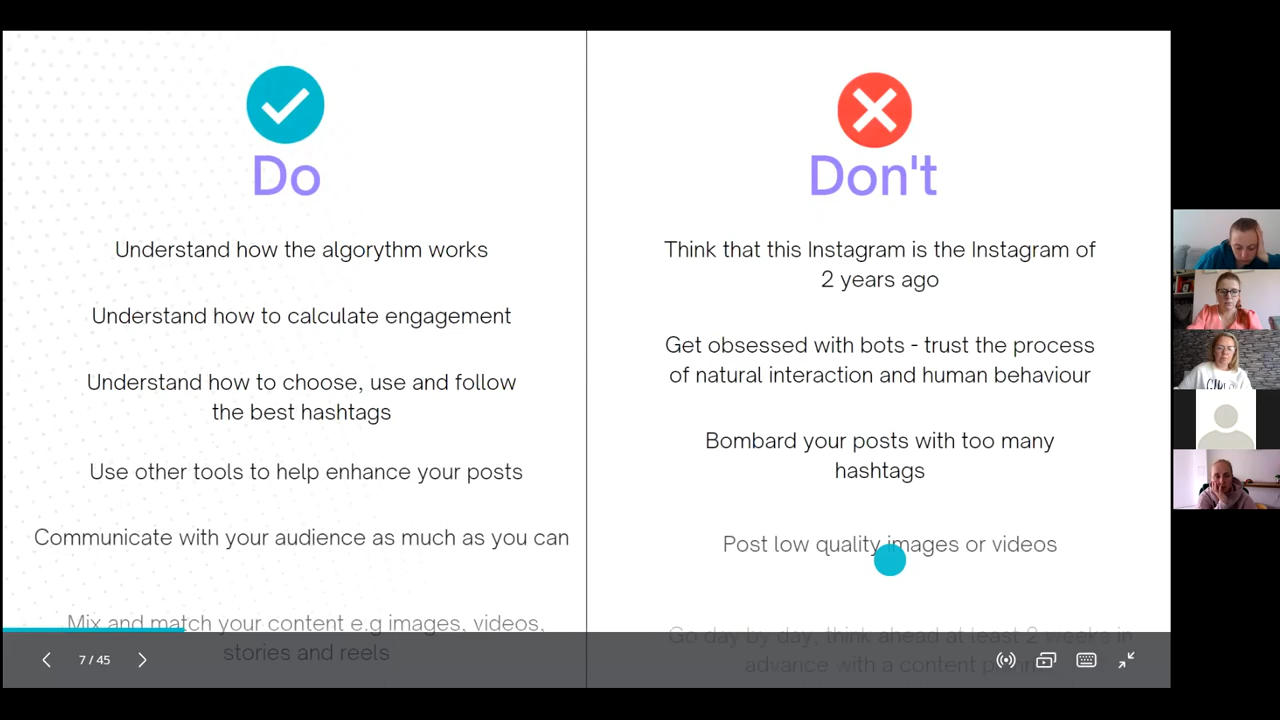 Do
Understand how the algorythm works
Understand how to calculate engagement
Understand how to choose, use and follow
the best hashtags
Use other tools to help enhance your posts
Communicate with your audience as much as you can
Mix and match your content e.g images, videos,
stories and reels
Don't
Think that this Instagram is the Instagram of
2 years ago
Get obsessed with bots - trust the process
of natural interaction and human behaviour
Bombard your posts with too many
hashtags
Post low quality images or videos
Go day by day, think ahead at least 2 weeks in
advance with a content
7 / 45